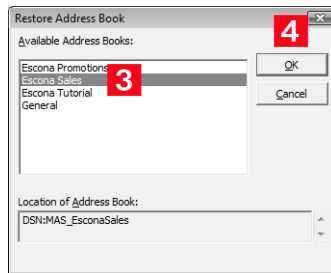 Restore Address Book
4
Available Address Books:
Escona Promotions
Escona Sales
3
Escona Tutorial
General
OK
Cancel
Location of Address Book:
DSN:MAS_EsconaSales